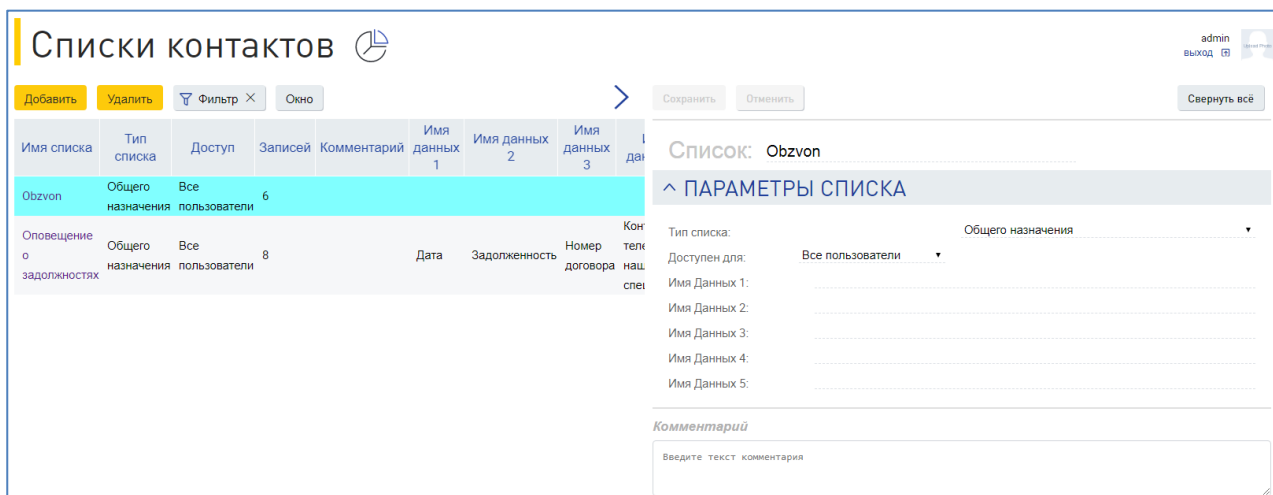 Списки контактов
admin
выход
Добавить Удалить Фильтр Окно
Имя списка Тип списка Доступ Записей Комментарий Имя данных 1 Имя данных 2 Имя данных 3
Obzvon Общего назначения Все пользователи 6
Оповещение о задолжностях Общего назначения Все пользователи 8 Дата Задолженность Номер договора
Сохранить Отменить Свернуть всё
Список: Obzvon
ПАРАМЕТРЫ СПИСКА
Тип списка: Общего назначения
Доступен для: Все пользователи
Имя Данных 1:
Имя Данных 2:
Имя Данных 3:
Имя Данных 4:
Имя Данных 5:
Комментарий
Введите текст комментария